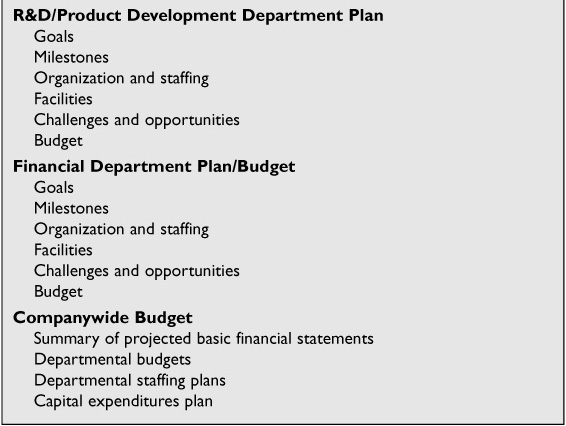 R&D/Product Development Department Plan
Goals
Milestones
Organization and staffing
Facilities
Challenges and opportunities
Budget
Financial Department Plan/Budget
Goals
Milestones
Organization and staffing
Facilities
Challenges and opportunities
Budget
Companywide Budget
Summary of projected basic financial statements
Departmental budgets
Departmental staffing plans
Capital expenditures plan